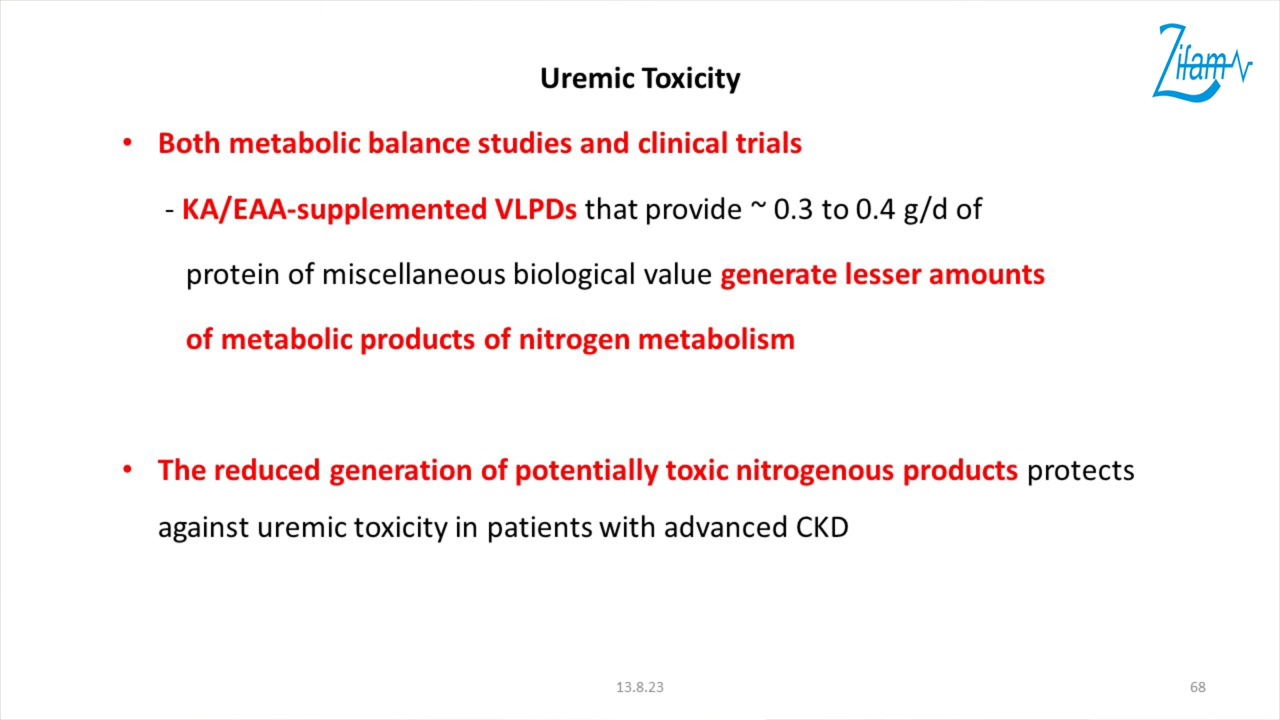 Zifam
Uremic Toxicity
• Both metabolic balance studies and clinical trials
- KA/EAA-supplemented VLPDs that provide ~ 0.3 to 0.4 g/d of
protein of miscellaneous biological value generate lesser amounts
of metabolic products of nitrogen metabolism
• The reduced generation of potentially toxic nitrogenous products protects
against uremic toxicity in patients with advanced CKD
13.8.23
68